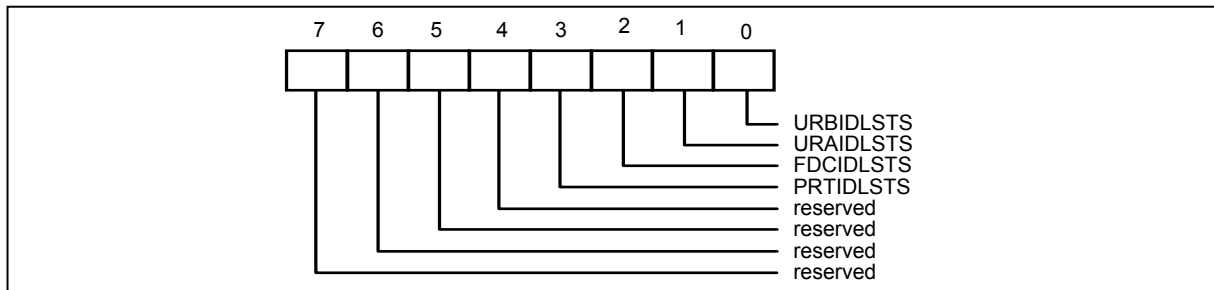 7 6 5 4 3 2 1 0
URBIDLSTS
URAIDLSTS
FDCIDLSTS
PRTIDLSTS
reserved
reserved
reserved
reserved